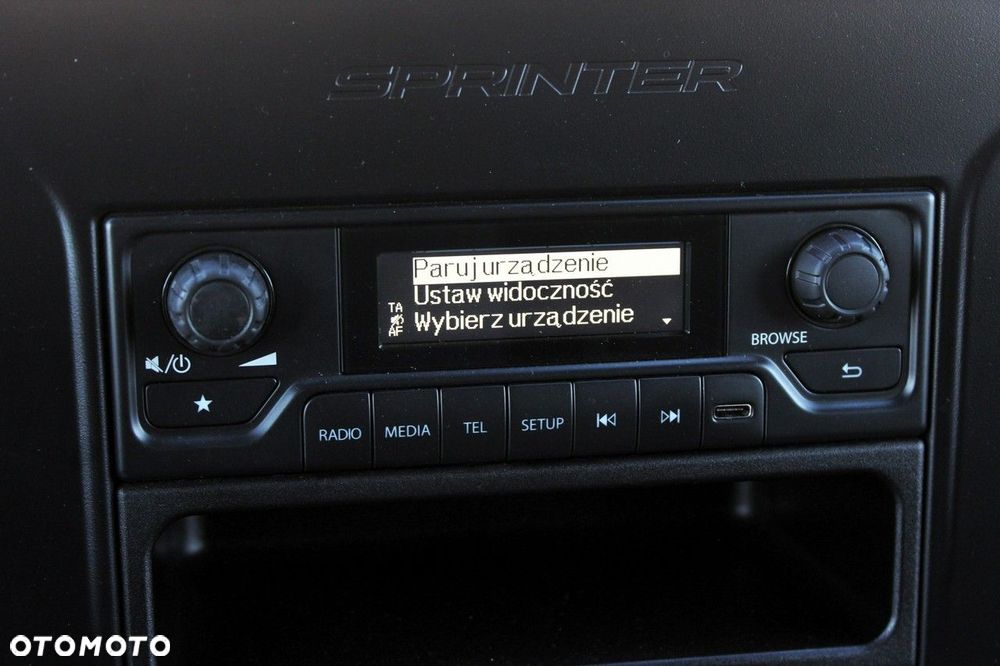 SPRINTER
Paruj urządzenie
Ustaw widoczność
TA
AF
Wybierz urządzenie
BROWSE
RADIO
MEDIA
TEL
SETUP
OTOMOTO